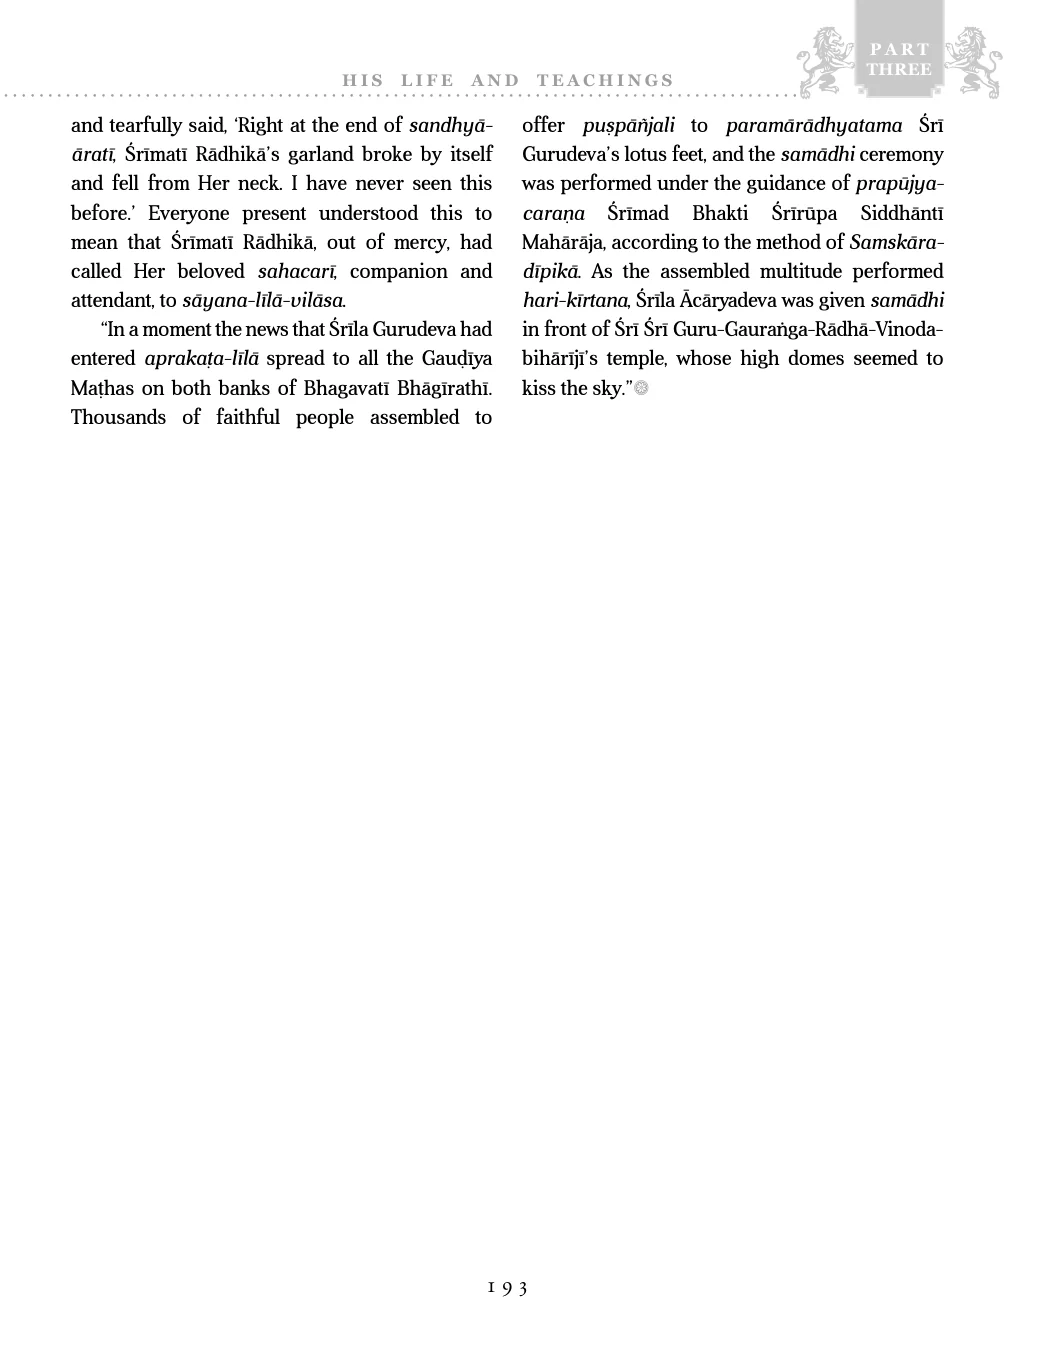 PART
THREE
HIS LIFE AND TEACHINGS
and tearfully said, ‘Right at the end of sandhyā-
āratī, Śrīmatī Rādhikā’s garland broke by itself
and fell from Her neck. I have never seen this
before.’ Everyone present understood this to
mean that Śrīmatī Rādhikā, out of mercy, had
called Her beloved sahacarī, companion and
attendant, to sāyana-līlā-vilāsa.
“In a moment the news that Śrīla Gurudeva had
entered aprakaṭa-līlā spread to all the Gauḍīya
Maṭhas on both banks of Bhagavatī Bhāgīrathī.
Thousands of faithful people assembled to
offer puṣpāñjali to paramārādhyatama Śrī
Gurudeva’s lotus feet, and the samādhi ceremony
was performed under the guidance of prapūjya-
caraṇa Śrīmad Bhakti Śrīrūpa Siddhāntī
Mahārāja, according to the method of Samskāra-
dīpikā. As the assembled multitude performed
hari-kīrtana, Śrīla Ācāryadeva was given samādhi
in front of Śrī Śrī Guru-Gauraṅga-Rādhā-Vinoda-
bihārījī’s temple, whose high domes seemed to
kiss the sky.”
193